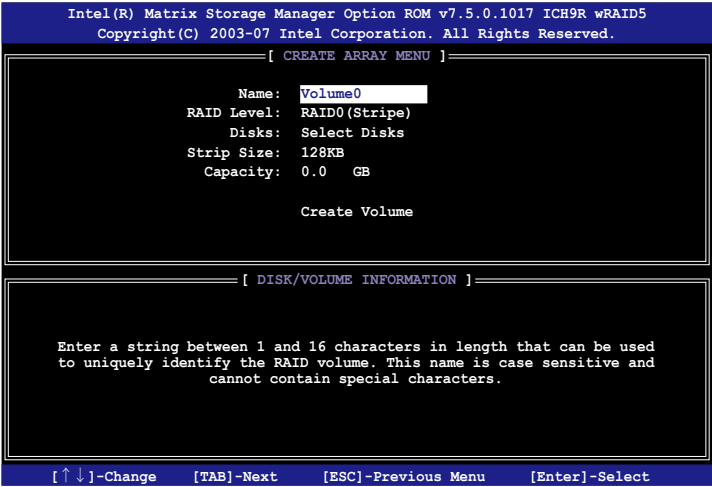 Intel(R) Matrix Storage Manager Option ROM v7.5.0.1017 ICH9R wRAID5
Copyright(C) 2003-07 Intel Corporation. All Rights Reserved.
[ CREATE ARRAY MENU ]
Name: Volume0
RAID Level: RAID0(Stripe)
Disks: Select Disks
Strip Size: 128KB
Capacity: 0.0 GB
Create Volume
[ DISK/VOLUME INFORMATION ]
Enter a string between 1 and 16 characters in length that can be used
to uniquely identify the RAID volume. This name is case sensitive and
cannot contain special characters.
[↑↓]-Change [TAB]-Next [ESC]-Previous Menu [Enter]-Select